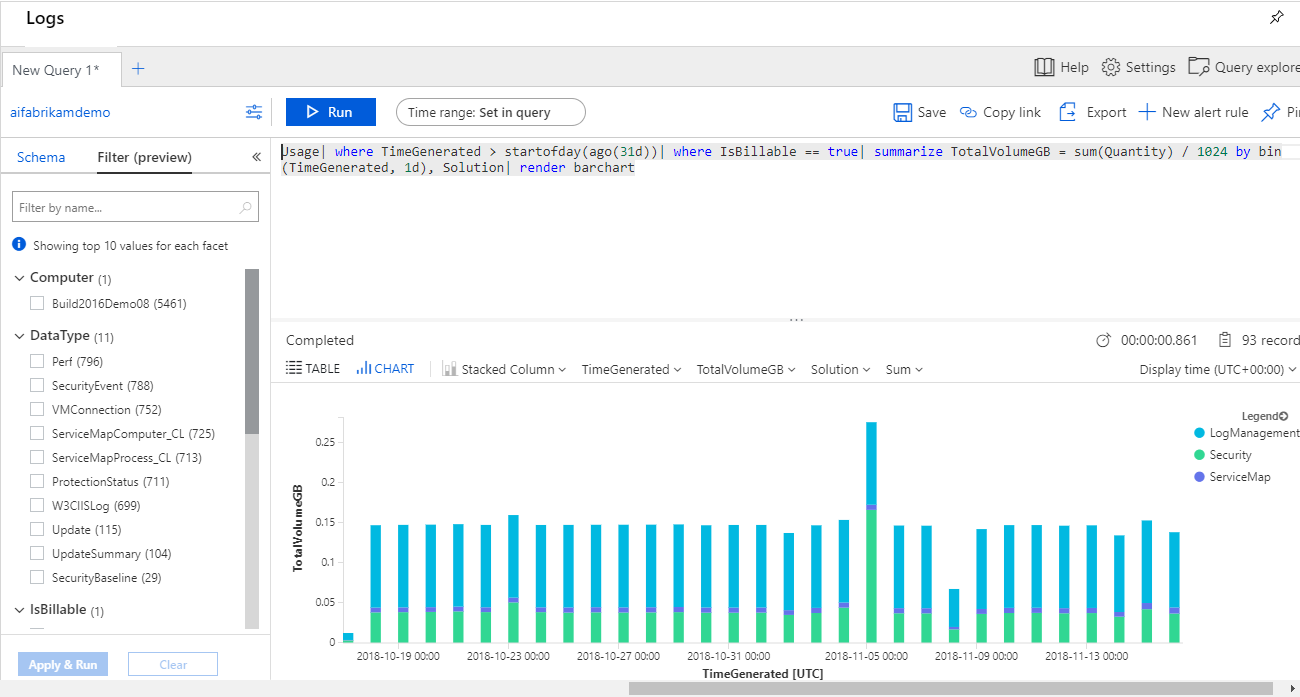 Logs
New Query 1*
Help
Settings
Query explore
aifabrikamdemo
Run
Time range: Set in query
Save
Copy link
Export
New alert rule
Pin
Schema
Filter (preview)
Usage| where TimeGenerated > startofday(ago(31d))| where IsBillable == true| summarize TotalVolumeGB = sum(Quantity) / 1024 by bin
(TimeGenerated, 1d), Solution| render barchart
Filter by name...
Showing top 10 values for each facet
Computer (1)
Build2016Demo08 (5461)
DataType (11)
Perf (796)
SecurityEvent (788)
VMConnection (752)
ServiceMapComputer_CL (725)
ServiceMapProcess_CL (713)
ProtectionStatus (711)
W3CIISLog (699)
Update (115)
UpdateSummary (104)
SecurityBaseline (29)
IsBillable (1)
Apply & Run
Clear
Completed
00:00:00.861
93 record
TABLE
CHART
Stacked Column
TimeGenerated
TotalVolumeGB
Solution
Sum
Display time (UTC+00:00)
Legend
LogManagement
Security
ServiceMap
TotalVolumeGB
0.25
0.2
0.15
0.1
0.05
0
2018-10-19 00:00
2018-10-23 00:00
2018-10-27 00:00
2018-10-31 00:00
2018-11-05 00:00
2018-11-09 00:00
2018-11-13 00:00
TimeGenerated [UTC]